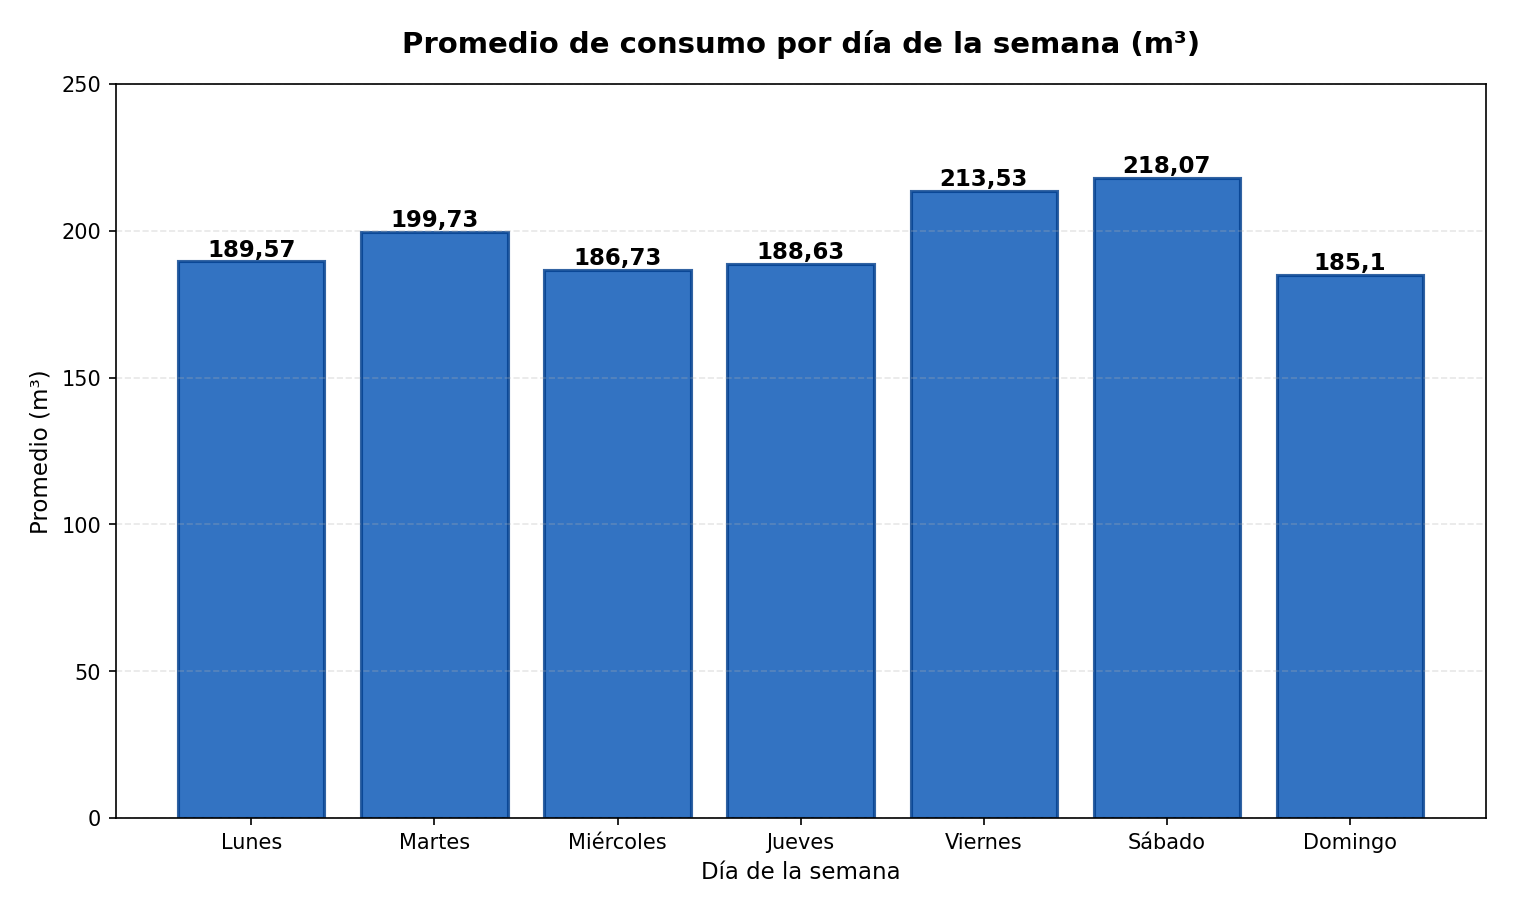 Promedio de consumo por día de la semana (m³)
250
200
150
100
50
0
Promedio (m³)
189,57
199,73
186,73
188,63
213,53
218,07
185,1
Lunes
Martes
Miércoles
Jueves
Viernes
Sábado
Domingo
Día de la semana